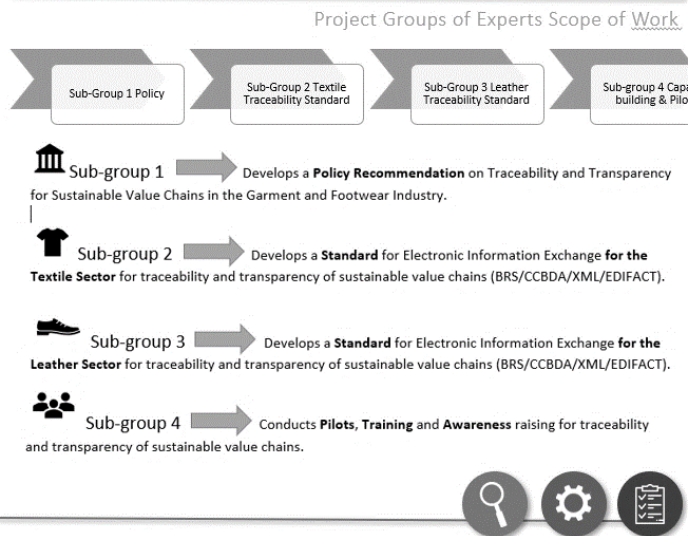 Project Groups of Experts Scope of Work
Sub-Group 1 Policy
Sub-Group 2 Textile
Traceability Standard
Sub-Group 3 Leather
Traceability Standard
Sub-group 4
building &
Sub-group 1 Develops a Policy Recommendation on Traceability and Transparency
for Sustainable Value Chains in the Garment and Footwear Industry.
Sub-group 2 Develops a Standard for Electronic Information Exchange for the
Textile Sector for traceability and transparency of sustainable value chains (BRS/CCBDA/XML/EDIFACT).
Sub-group 3 Develops a Standard for Electronic Information Exchange for the
Leather Sector for traceability and transparency of sustainable value chains (BRS/CCBDA/XML/EDIFACT).
Sub-group 4 Conducts Pilots, Training and Awareness raising for traceability
and transparency of sustainable value chains.